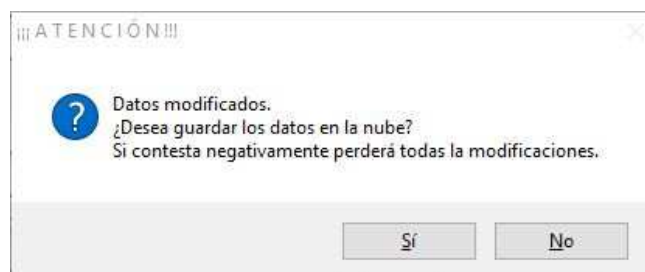 ¡¡¡ A T E N C I Ó N !!!
?
Datos modificados.
¿Desea guardar los datos en la nube?
Si contesta negativamente perderá todas la modificaciones.
Sí
No